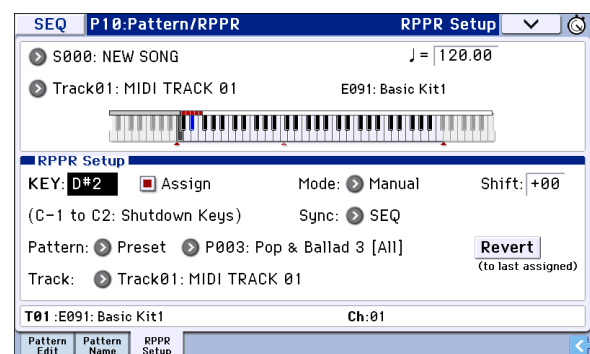 SEQ P10:Pattern/RPPR RPPR Setup
S000: NEW SONG ♩= 120.00
Track01: MIDI TRACK 01 E091: Basic Kit1
RPPR Setup
KEY: D#2 Assign Mode: Manual Shift: +00
(C-1 to C2: Shutdown Keys) Sync: SEQ
Pattern: Preset P003: Pop & Ballad 3 [All] Revert
(to last assigned)
Track: Track01: MIDI TRACK 01
T01 :E091: Basic Kit1 Ch:01
Pattern Pattern RPPR
Edit Name Setup